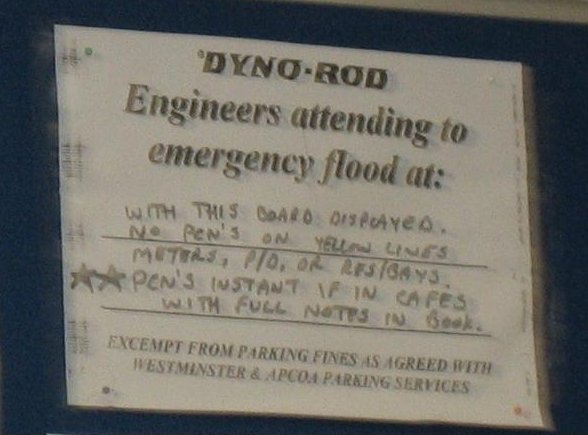 DYNO-ROD
Engineers attending to
emergency flood at:
WITH THIS BOARD DISPLAYED.
NO PEN'S ON YELLOW LINES
METERS, P/D, OR RES/BAYS.
★★ PEN'S INSTANT IF IN CAFES
WITH FULL NOTES IN BOOK.
EXCEMPT FROM PARKING FINES AS AGREED WITH
WESTMINSTER & APCOA PARKING SERVICES